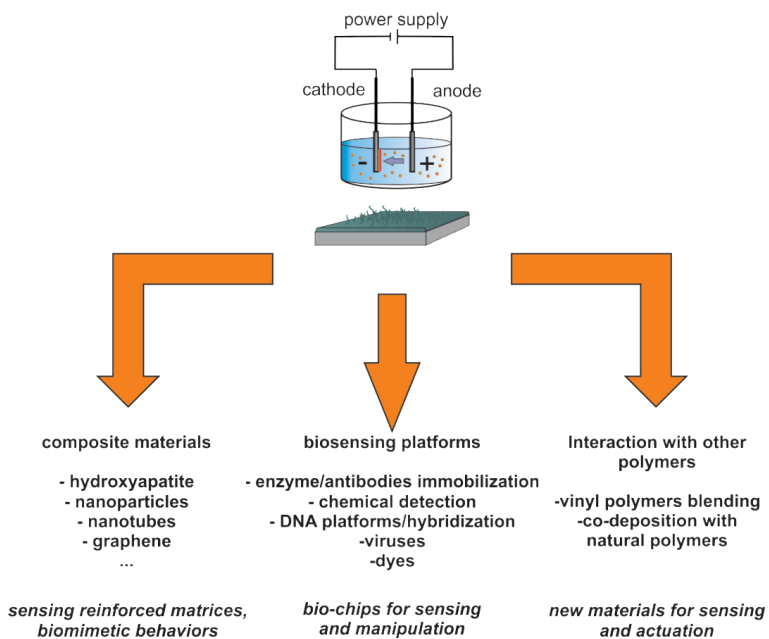 power supply
cathode
anode
-
+
composite materials
- hydroxyapatite
- nanoparticles
- nanotubes
- graphene
...
sensing reinforced matrices,
biomimetic behaviors
biosensing platforms
- enzyme/antibodies immobilization
- chemical detection
- DNA platforms/hybridization
-viruses
-dyes
bio-chips for sensing
and manipulation
Interaction with other
polymers
-vinyl polymers blending
-co-deposition with
natural polymers
new materials for sensing
and actuation